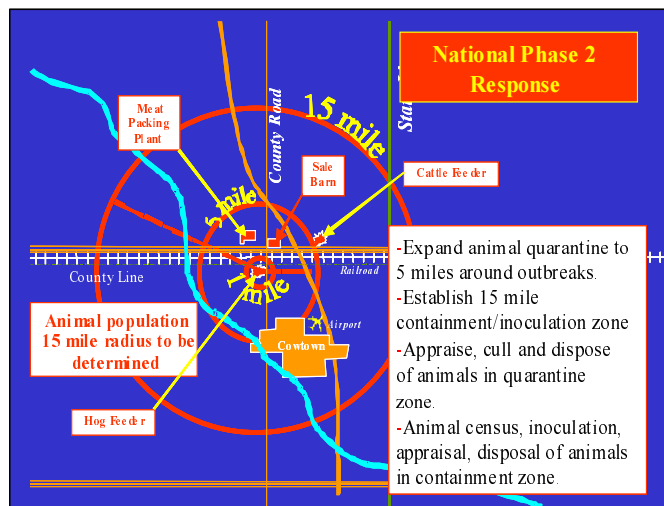 National Phase 2
Response
15 mile
County Road
Meat
Packing
Plant
Sale
Barn
Cattle Feeder
5 mile
-Expand animal quarantine to
5 miles around outbreaks.
-Establish 15 mile
containment/inoculation zone
-Appraise, cull and dispose
of animals in quarantine
zone.
-Animal census, inoculation,
appraisal, disposal of animals
in containment zone.
County Line
Railroad
1 mile
Animal population
15 mile radius to be
determined
Airport
Cowtown
Hog Feeder